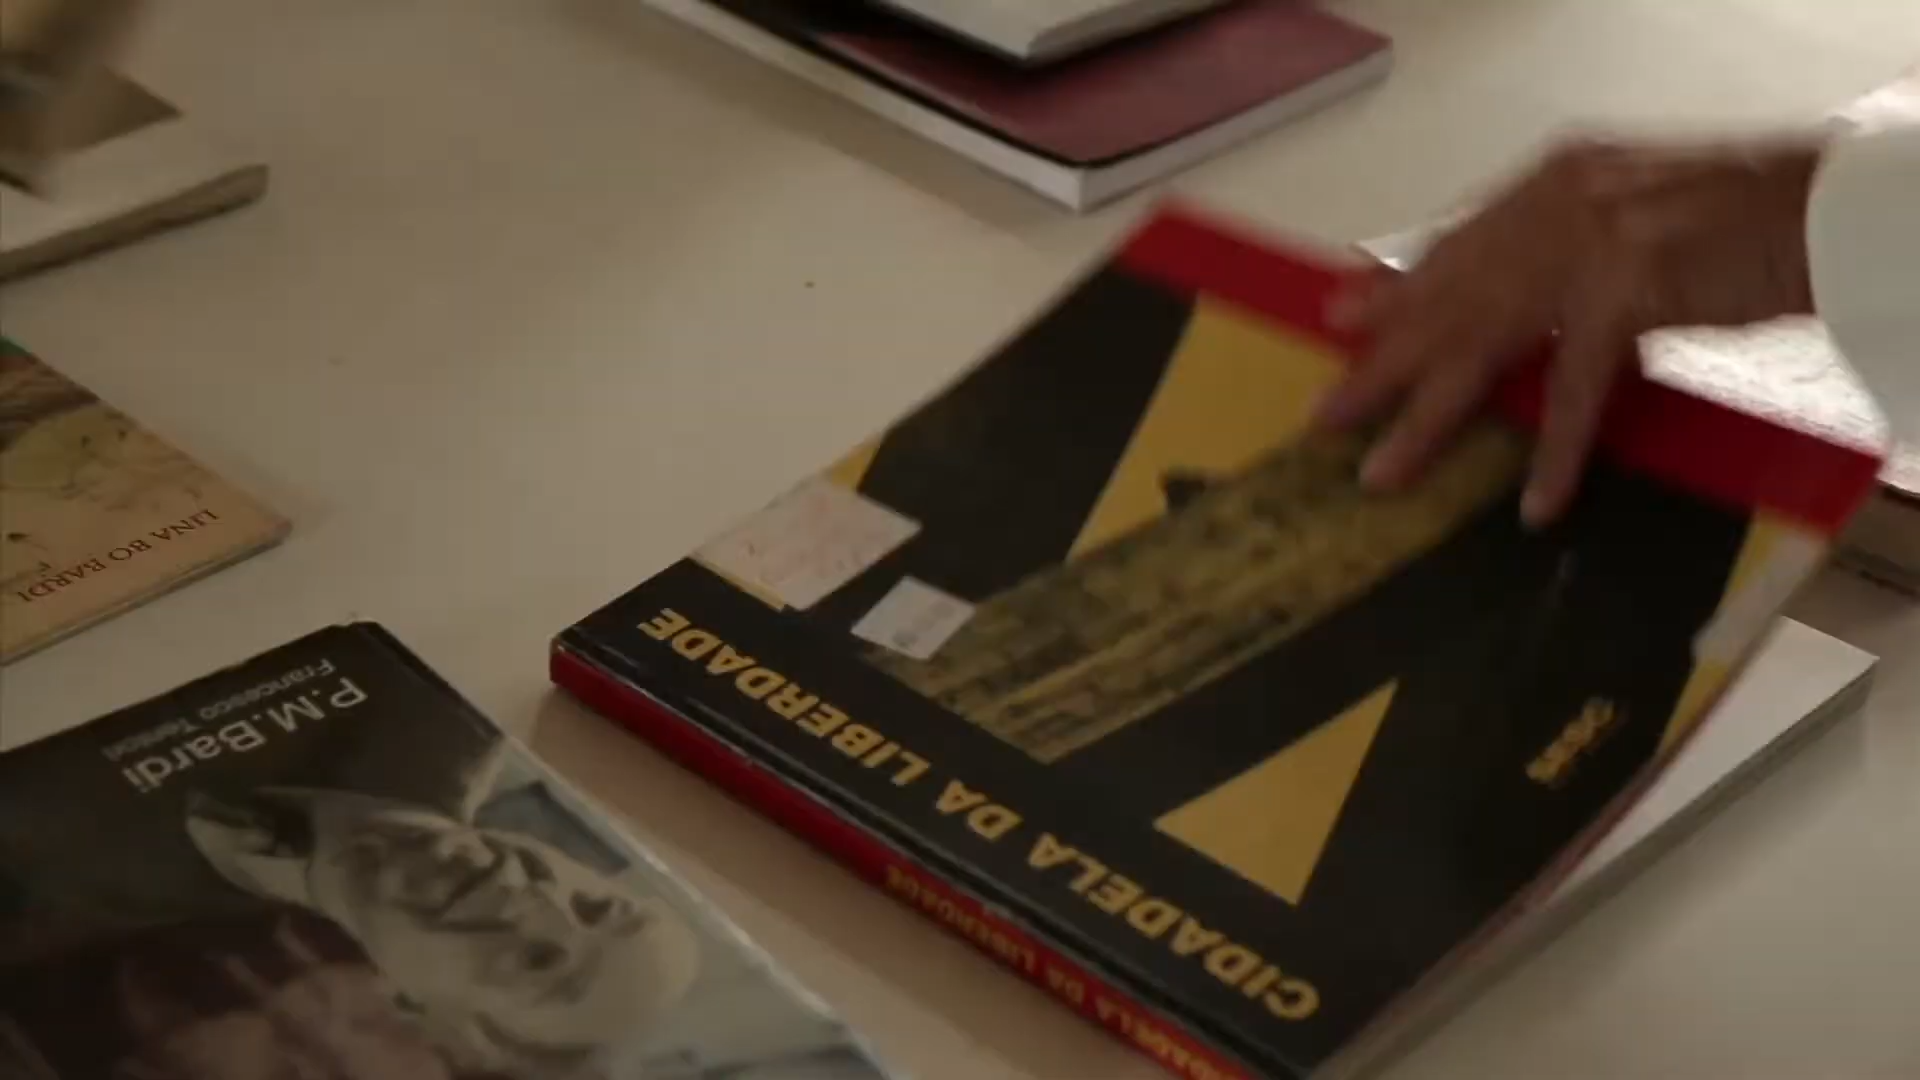 LINA BO BARDI
P.M.Bardi
Francesco Tentori
CIDADELA DA LIBERDADE
CIDADELA DA LIBERDADE